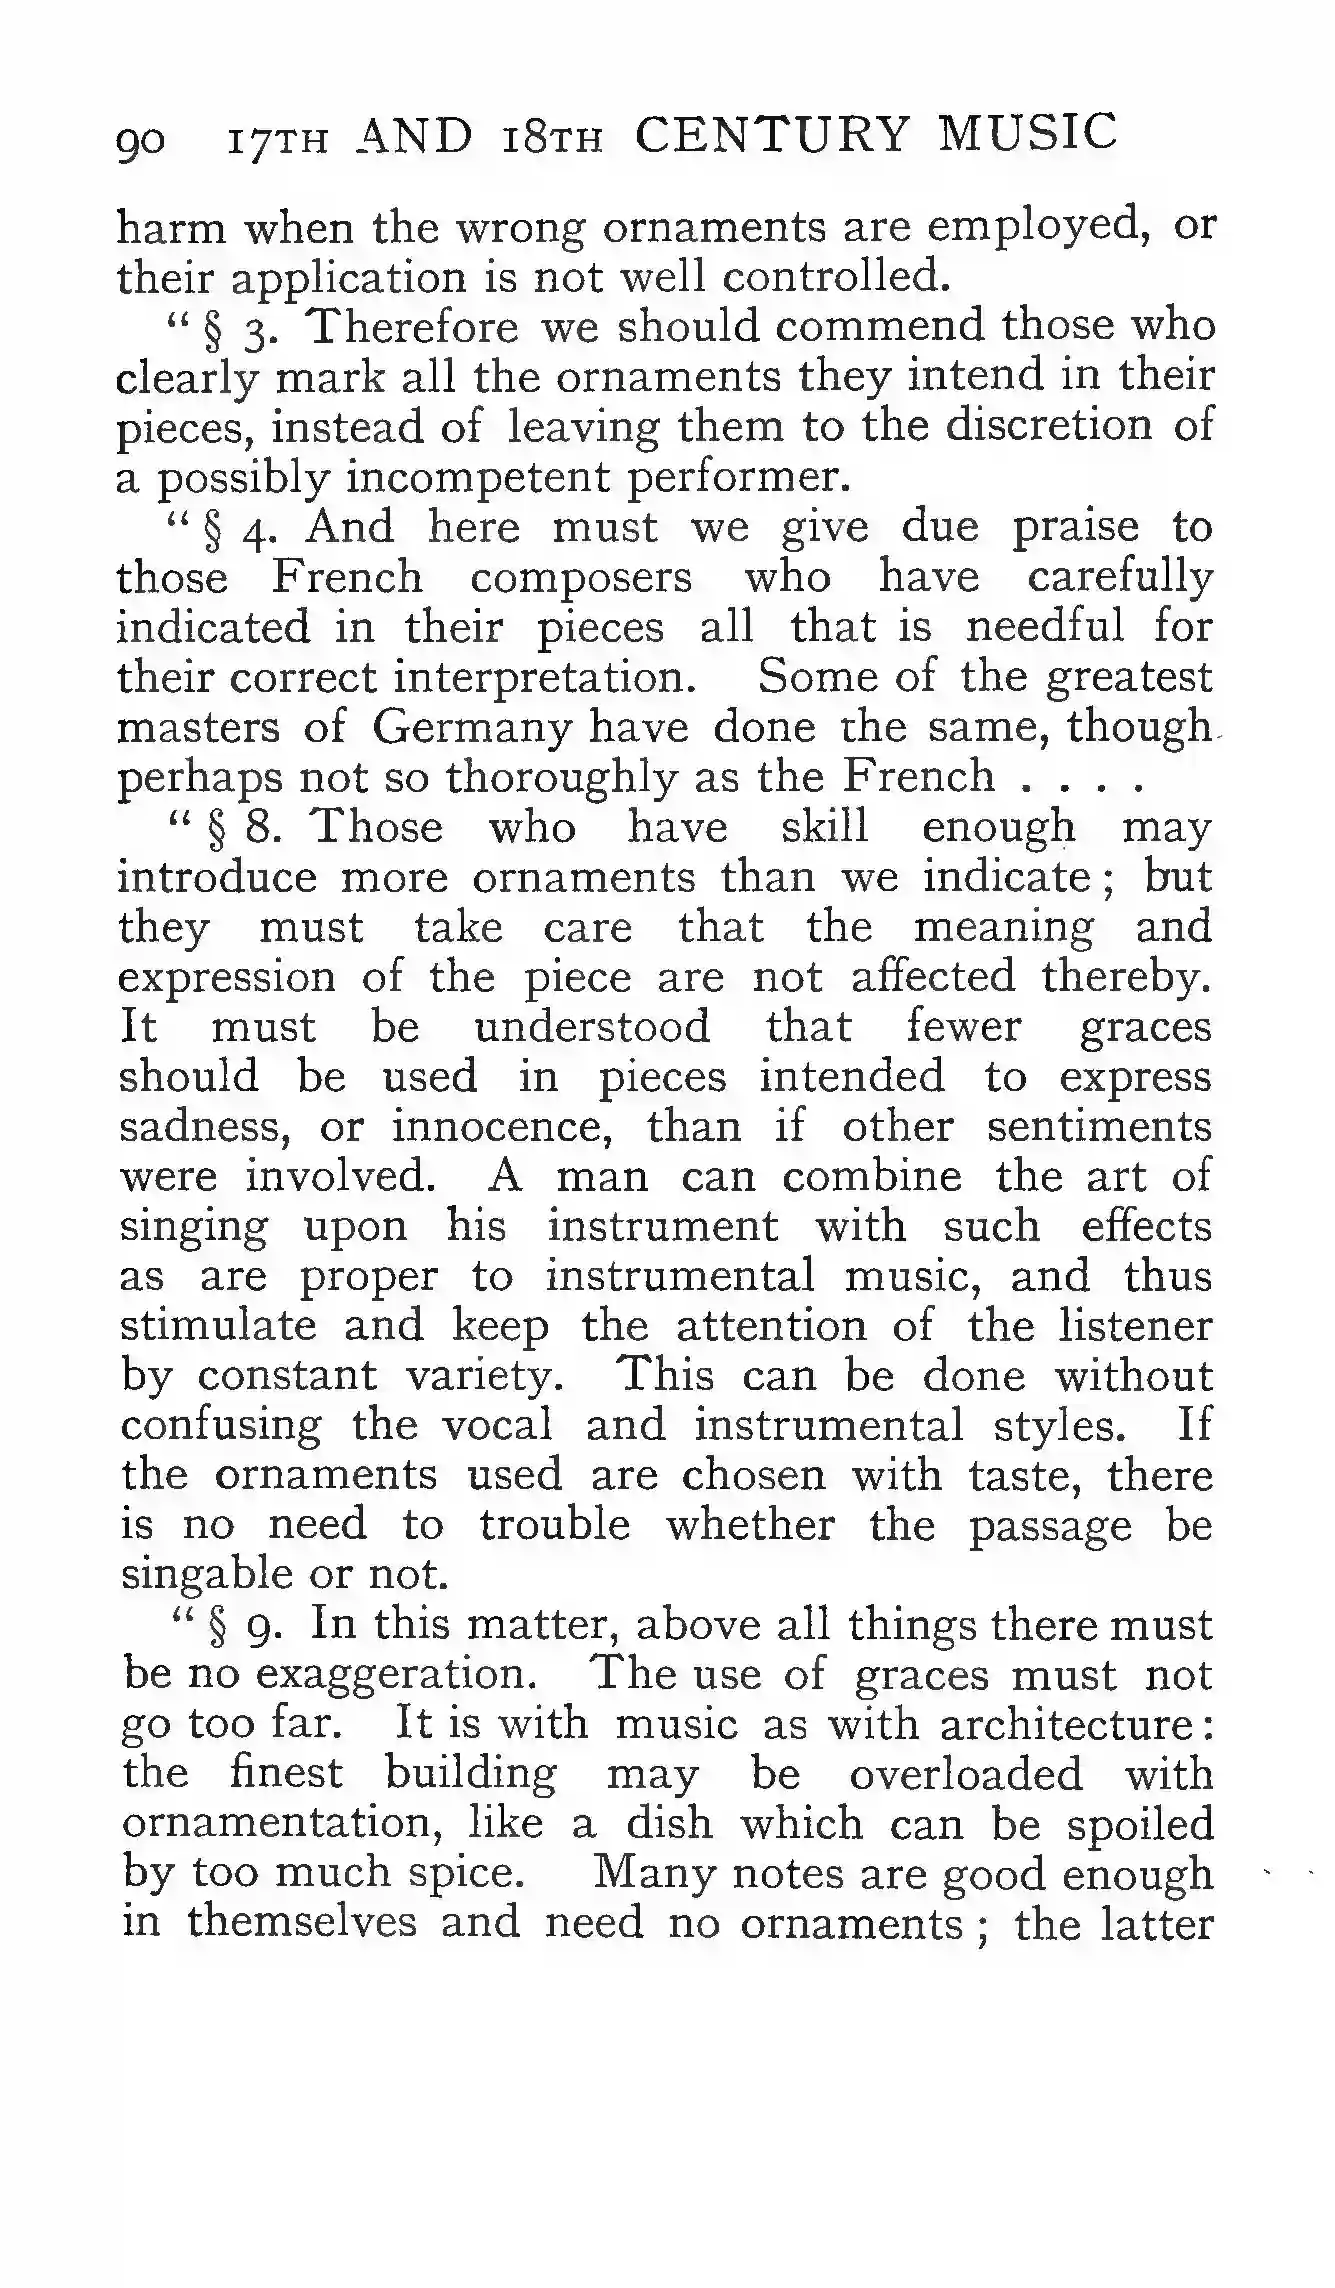 90 17TH AND 18TH CENTURY MUSIC
harm when the wrong ornaments are employed, or
their application is not well controlled.
“ § 3. Therefore we should commend those who
clearly mark all the ornaments they intend in their
pieces, instead of leaving them to the discretion of
a possibly incompetent performer.
“ § 4. And here must we give due praise to
those French composers who have carefully
indicated in their pieces all that is needful for
their correct interpretation. Some of the greatest
masters of Germany have done the same, though
perhaps not so thoroughly as the French . . . .
“ § 8. Those who have skill enough may
introduce more ornaments than we indicate ; but
they must take care that the meaning and
expression of the piece are not affected thereby.
It must be understood that fewer graces
should be used in pieces intended to express
sadness, or innocence, than if other sentiments
were involved. A man can combine the art of
singing upon his instrument with such effects
as are proper to instrumental music, and thus
stimulate and keep the attention of the listener
by constant variety. This can be done without
confusing the vocal and instrumental styles. If
the ornaments used are chosen with taste, there
is no need to trouble whether the passage be
singable or not.
“ § 9. In this matter, above all things there must
be no exaggeration. The use of graces must not
go too far. It is with music as with architecture :
the finest building may be overloaded with
ornamentation, like a dish which can be spoiled
by too much spice. Many notes are good enough
in themselves and need no ornaments ; the latter